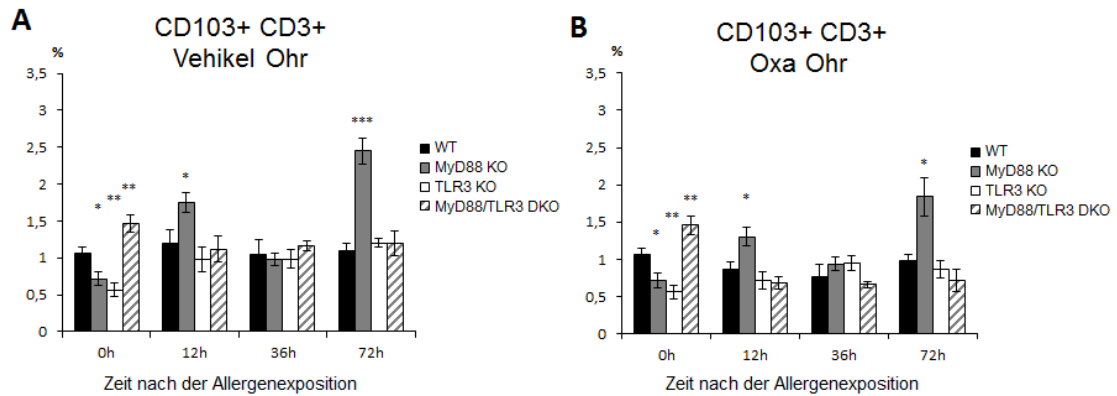 A
CD103+ CD3+
Vehikel Ohr
%
3,5
3
2,5
2
1,5
1
0,5
0
* ** ** * ***
0h 12h 36h 72h
Zeit nach der Allergenexposition
WT
MyD88 KO
TLR3 KO
MyD88/TLR3 DKO
B
CD103+ CD3+
Oxa Ohr
%
3,5
3
2,5
2
1,5
1
0,5
0
* ** ** * *
0h 12h 36h 72h
Zeit nach der Allergenexposition
WT
MyD88 KO
TLR3 KO
MyD88/TLR3 DKO